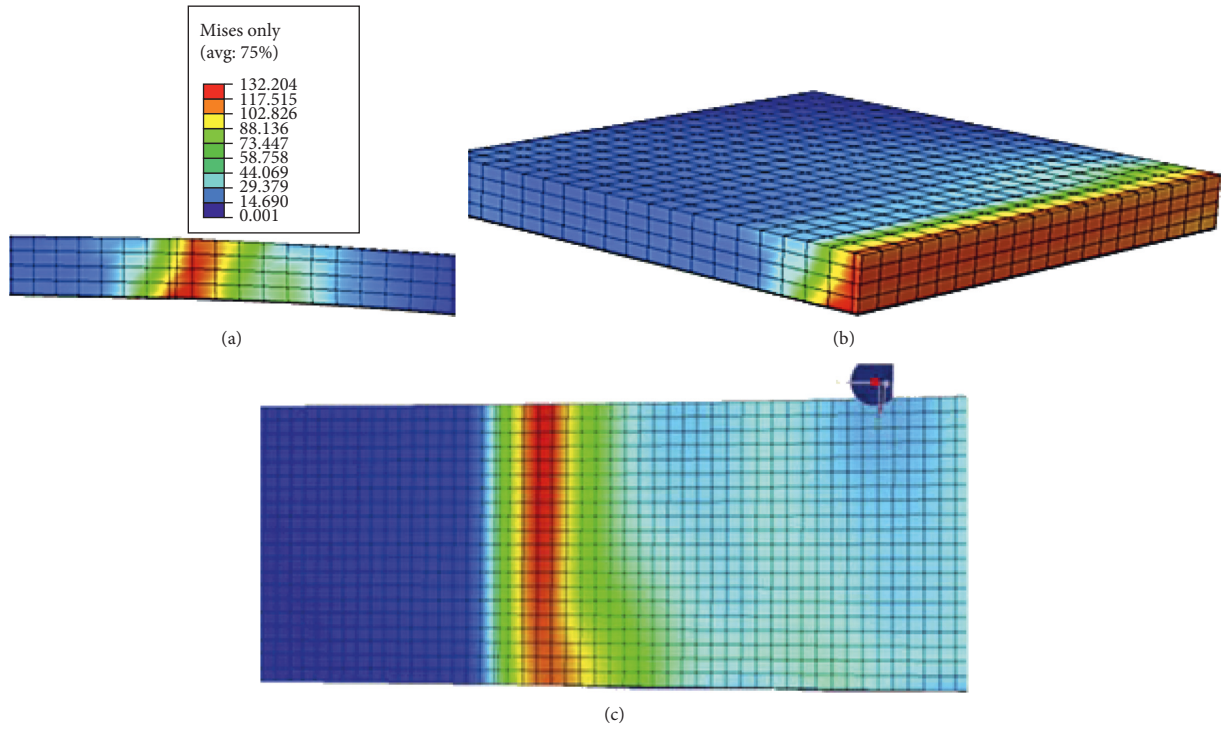 Mises only
(avg: 75%)
132.204
117.515
102.826
88.136
73.447
58.758
44.069
29.379
14.690
0.001
(a)
(b)
(c)